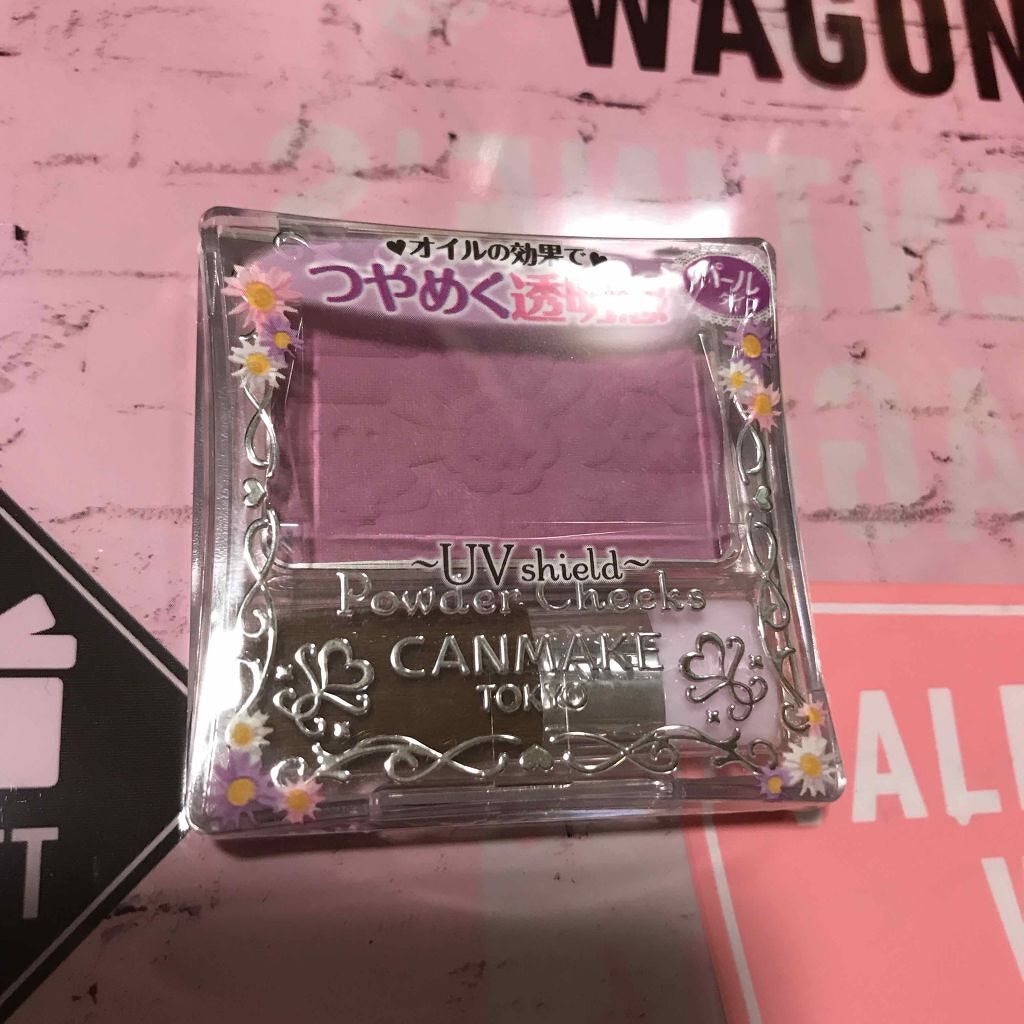 WAGON
♥オイルの効果で♥
つやめく透明感
パール
~UV shield~
Powder Cheeks
CANMAKE
TOKYO